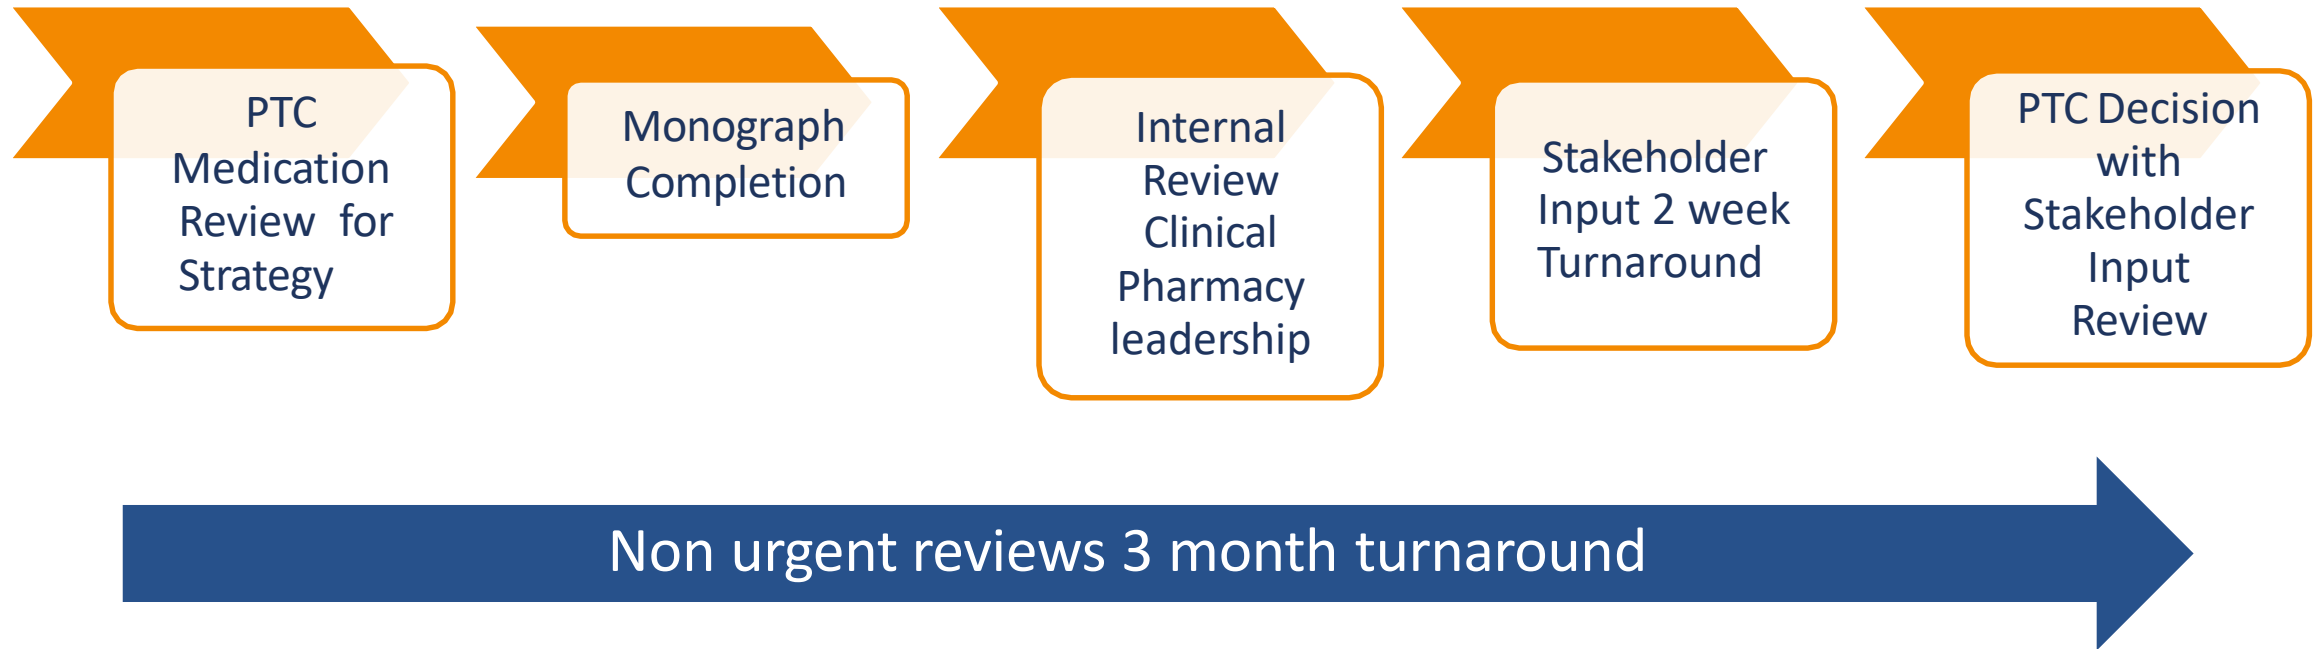 PTC
Medication
Review for
Strategy
Monograph
Completion
Internal
Review
Clinical
Pharmacy
leadership
Stakeholder
Input 2 week
Turnaround
PTC Decision
with
Stakeholder
Input
Review
Non urgent reviews 3 month turnaround